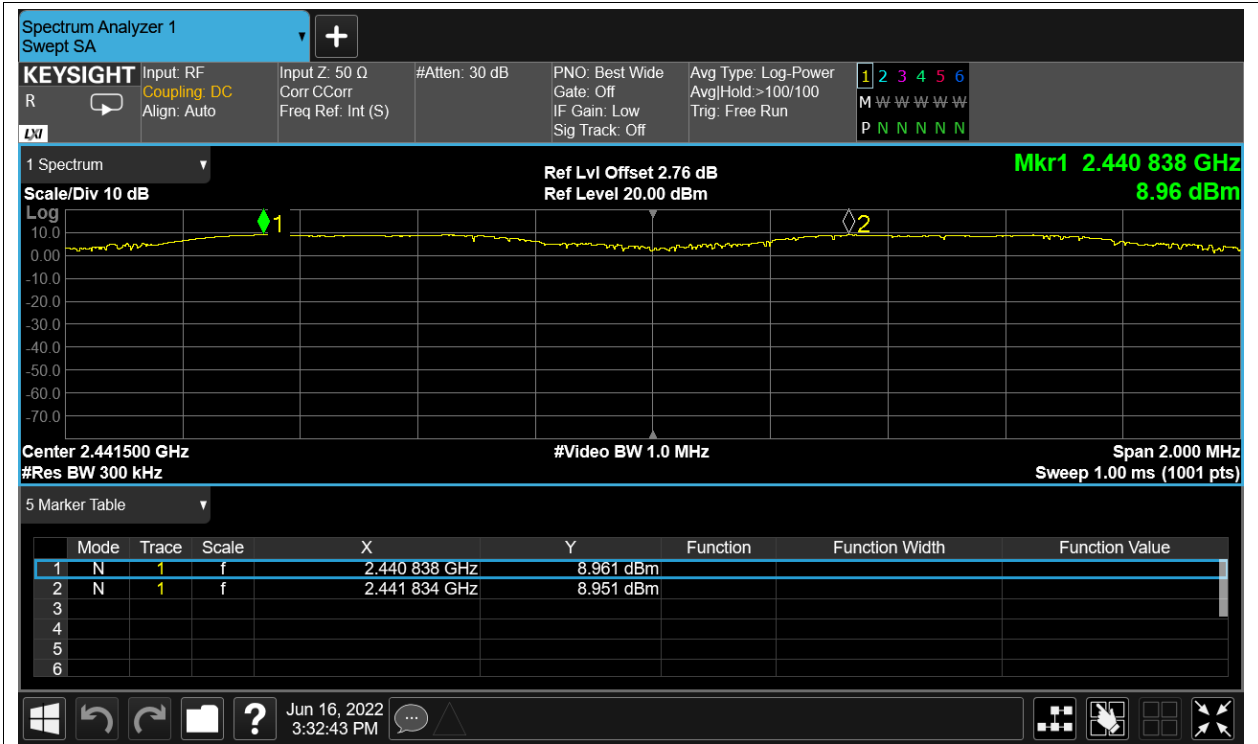 Spectrum Analyzer 1
Swept SA
KEYSIGHT
R
LXI
Input: RF
Coupling: DC
Align: Auto
Input Z: 50 Ω
Corr CCorr
Freq Ref: Int (S)
#Atten: 30 dB
PNO: Best Wide
Gate: Off
IF Gain: Low
Sig Track: Off
Avg Type: Log-Power
Avg|Hold:>100/100
Trig: Free Run
1 2 3 4 5 6
M W W W W W
P N N N N N
1 Spectrum
Scale/Div 10 dB
Ref Lvl Offset 2.76 dB
Ref Level 20.00 dBm
Mkr1 2.440 838 GHz
8.96 dBm
Log
10.0
0.00
-10.0
-20.0
-30.0
-40.0
-50.0
-60.0
-70.0
1
2
Center 2.441500 GHz
#Res BW 300 kHz
#Video BW 1.0 MHz
Span 2.000 MHz
Sweep 1.00 ms (1001 pts)
5 Marker Table
Mode Trace Scale X Y Function Function Width Function Value
1 N 1 f 2.440 838 GHz 8.961 dBm
2 N 1 f 2.441 834 GHz 8.951 dBm
3
4
5
6
?
Jun 16, 2022
3:32:43 PM